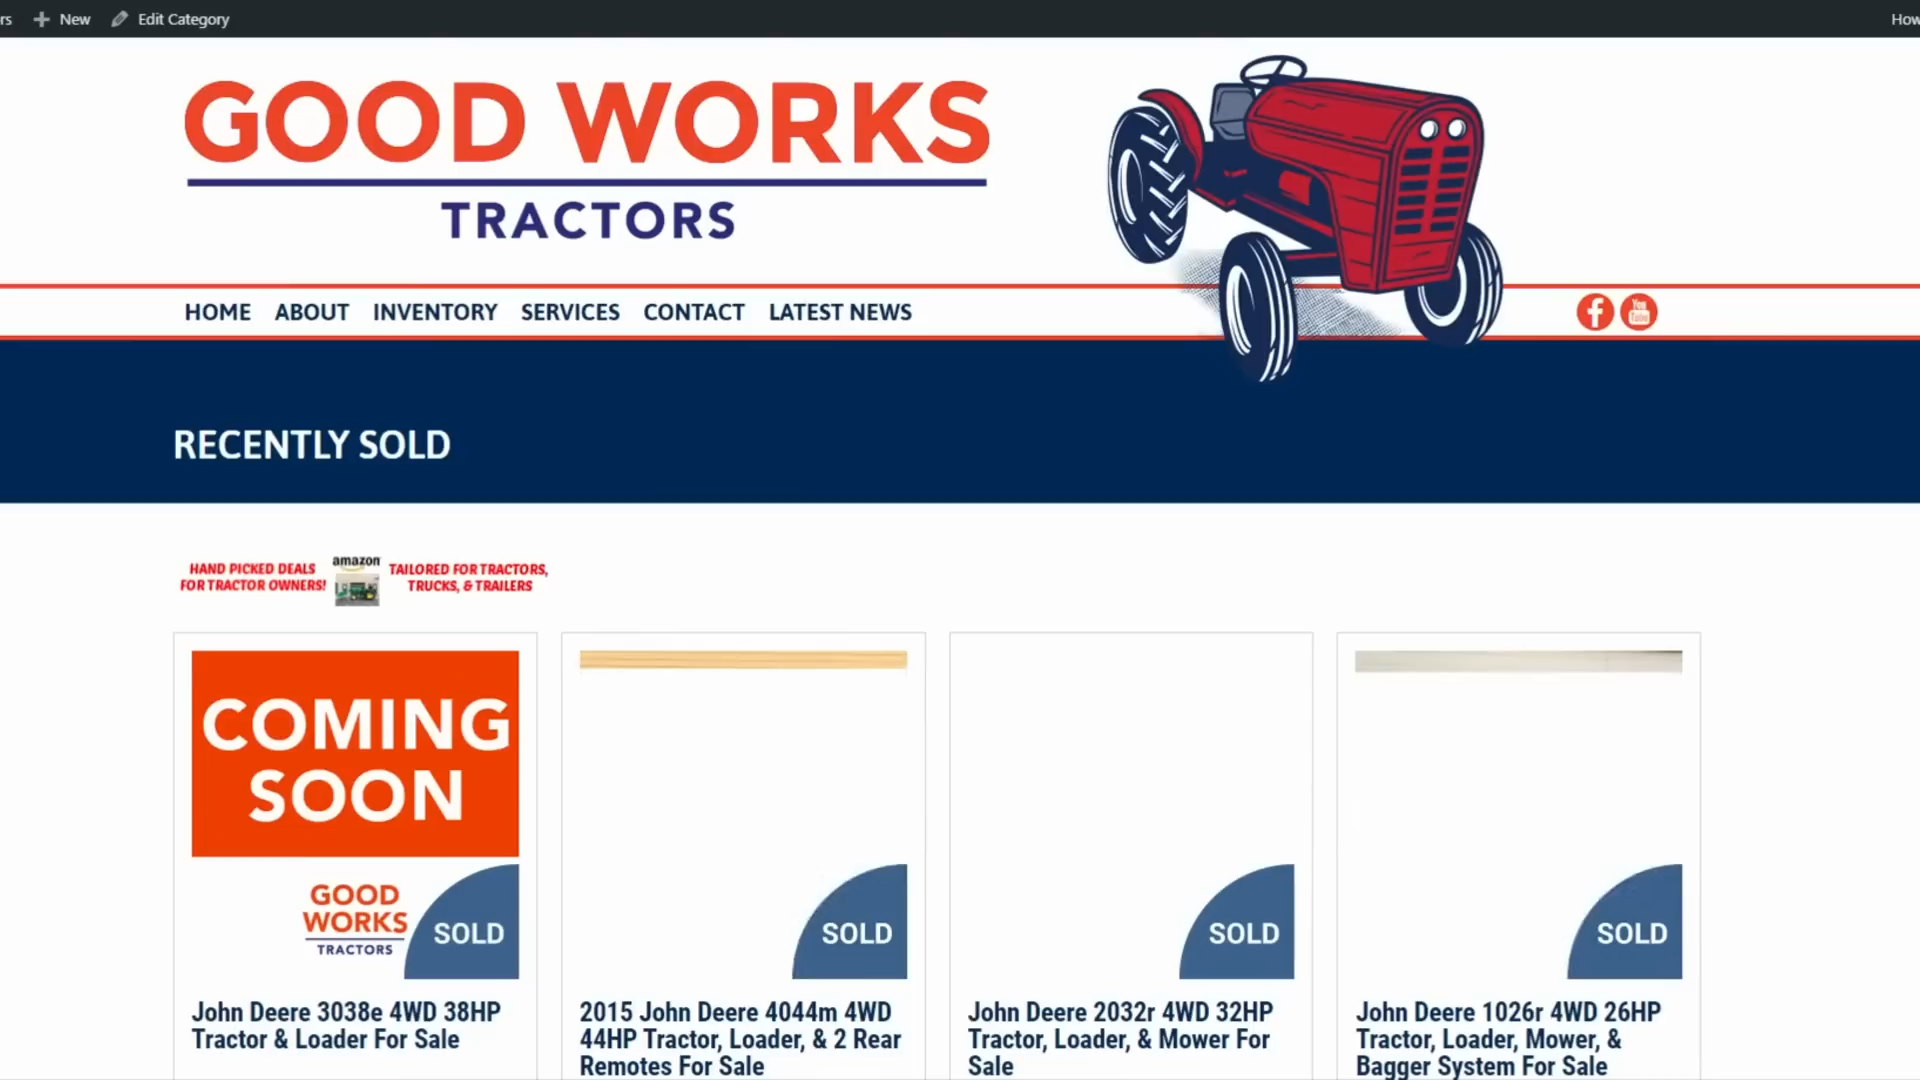 rs New Edit Category How
GOOD WORKS
TRACTORS
HOME ABOUT INVENTORY SERVICES CONTACT LATEST NEWS
You
Tube
RECENTLY SOLD
HAND PICKED DEALS
FOR TRACTOR OWNERS!
amazon
TAILORED FOR TRACTORS,
TRUCKS, & TRAILERS
COMING
SOON
GOOD
WORKS
TRACTORS
SOLD
John Deere 3038e 4WD 38HP
Tractor & Loader For Sale
SOLD
2015 John Deere 4044m 4WD
44HP Tractor, Loader, & 2 Rear
Remotes For Sale
SOLD
John Deere 2032r 4WD 32HP
Tractor, Loader, & Mower For
Sale
SOLD
John Deere 1026r 4WD 26HP
Tractor, Loader, Mower, &
Bagger System For Sale